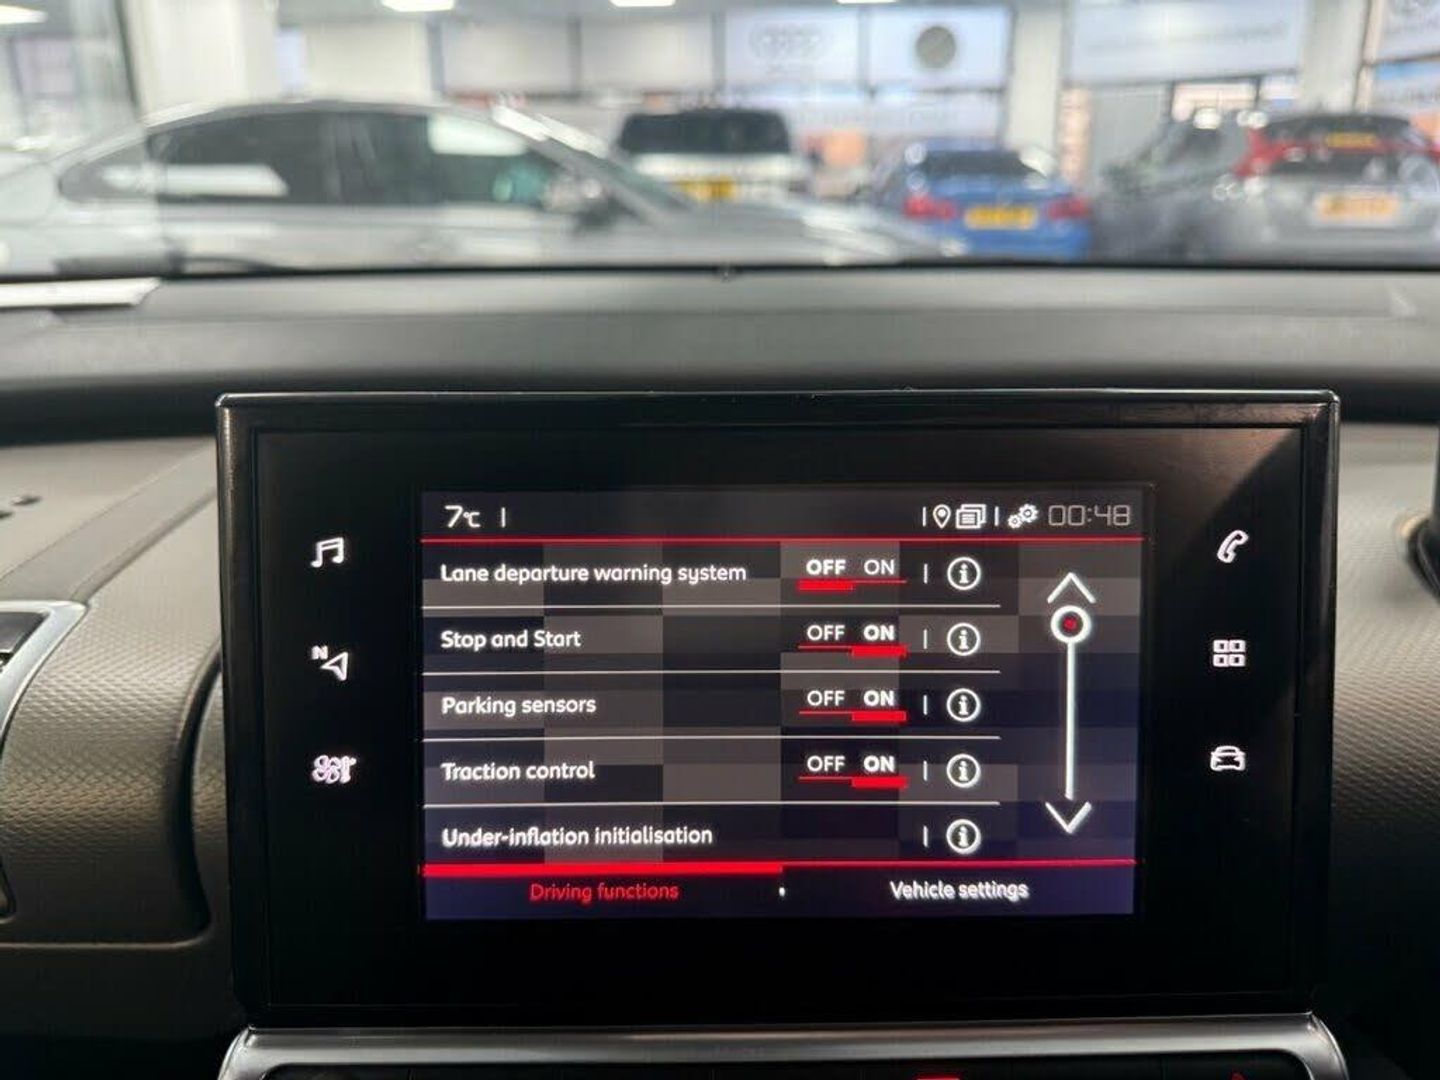 7°C
00:48
Lane departure warning system OFF ON
Stop and Start OFF ON
Parking sensors OFF ON
Traction control OFF ON
Under-inflation initialisation
Driving functions
Vehicle settings
N